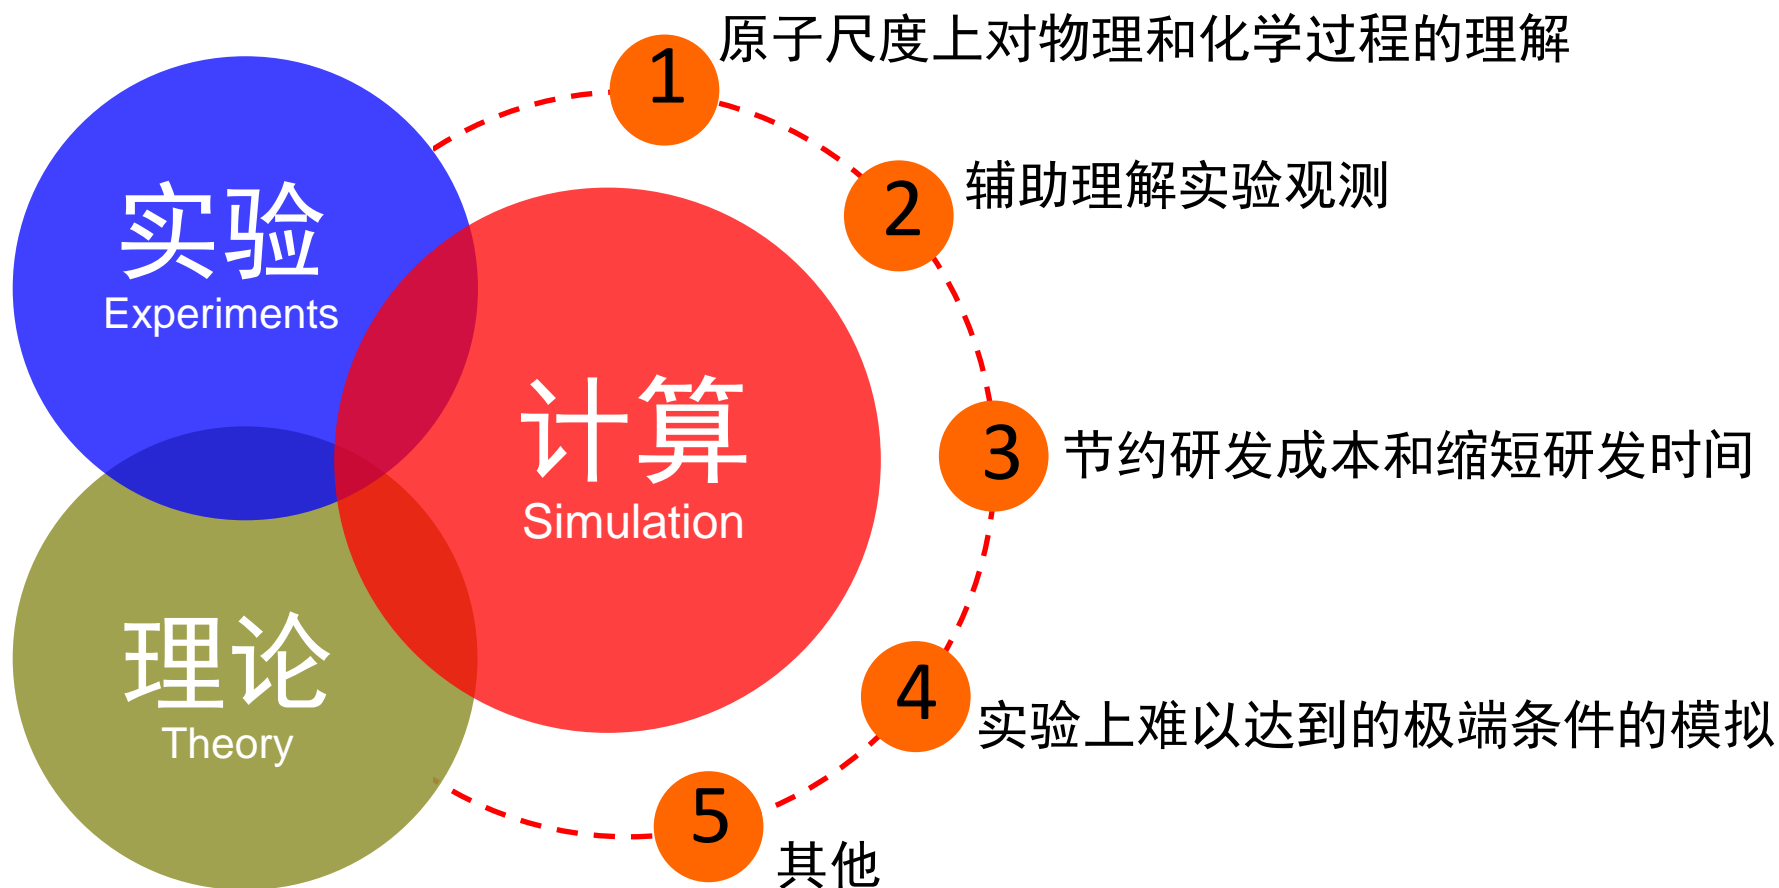 实验
Experiments
理论
Theory
计算
Simulation
1
原子尺度上对物理和化学过程的理解
2
辅助理解实验观测
3
节约研发成本和缩短研发时间
4
实验上难以达到的极端条件的模拟
5
其他